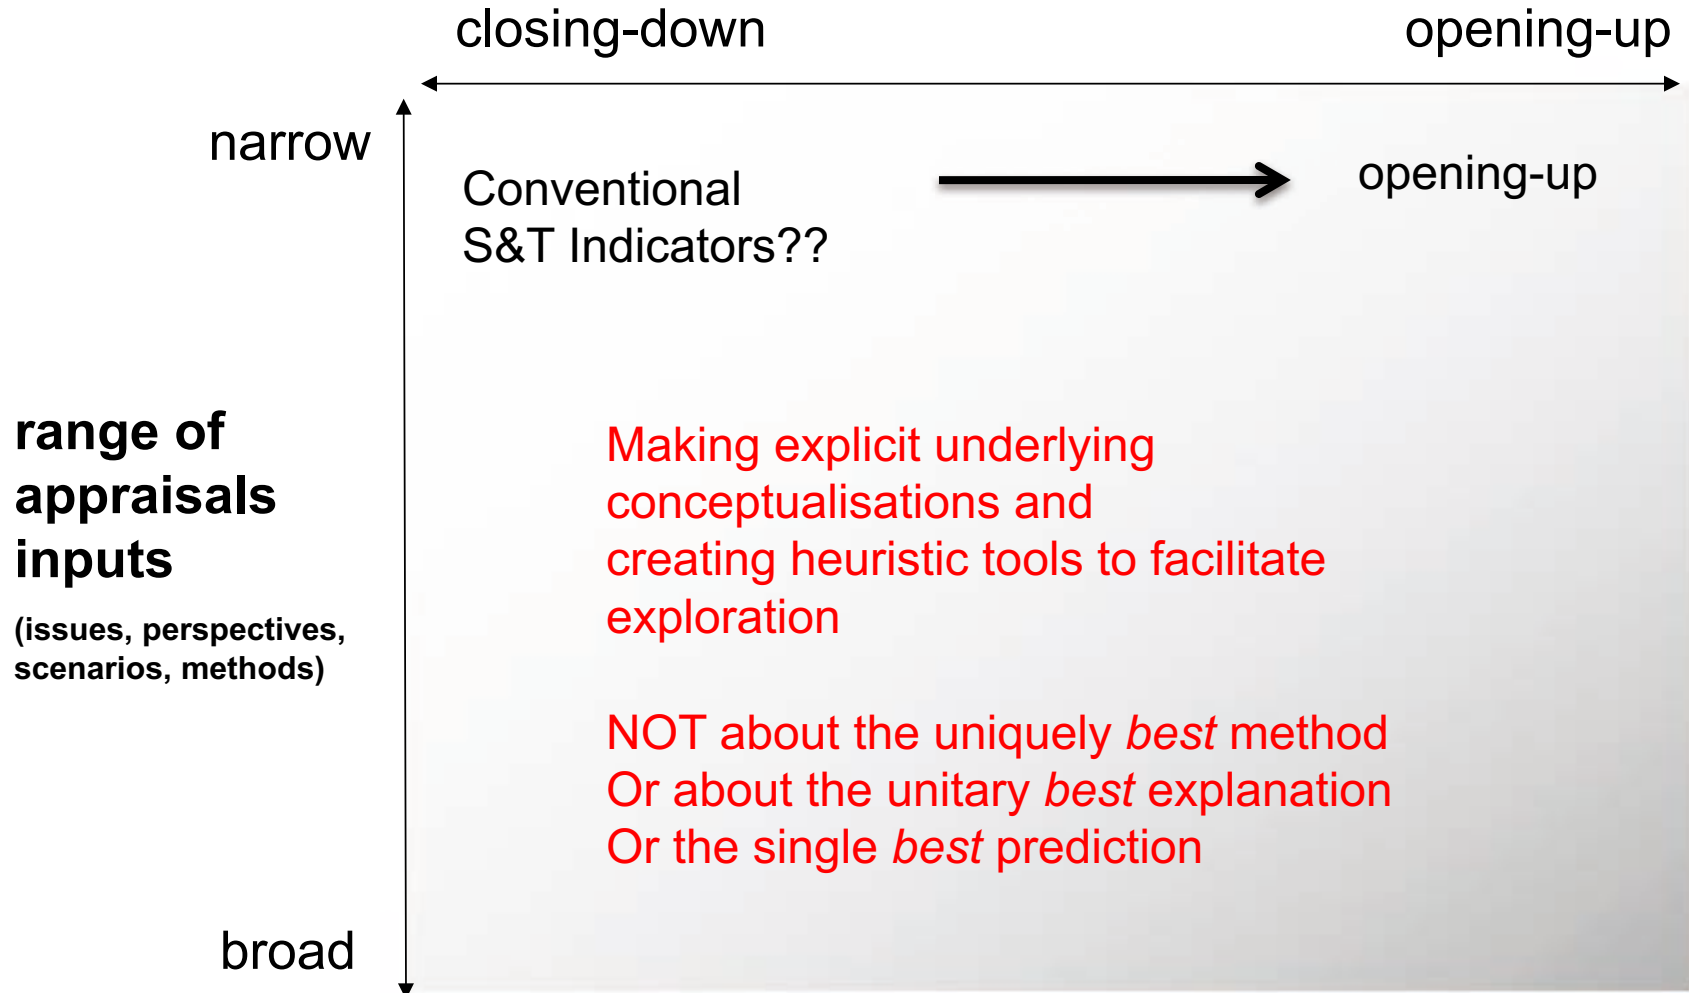 closing-down
opening-up
narrow
Conventional
S&T Indicators??
opening-up
range of
appraisals
inputs
(issues, perspectives,
scenarios, methods)
Making explicit underlying
conceptualisations and
creating heuristic tools to facilitate
exploration
NOT about the uniquely best method
Or about the unitary best explanation
Or the single best prediction
broad